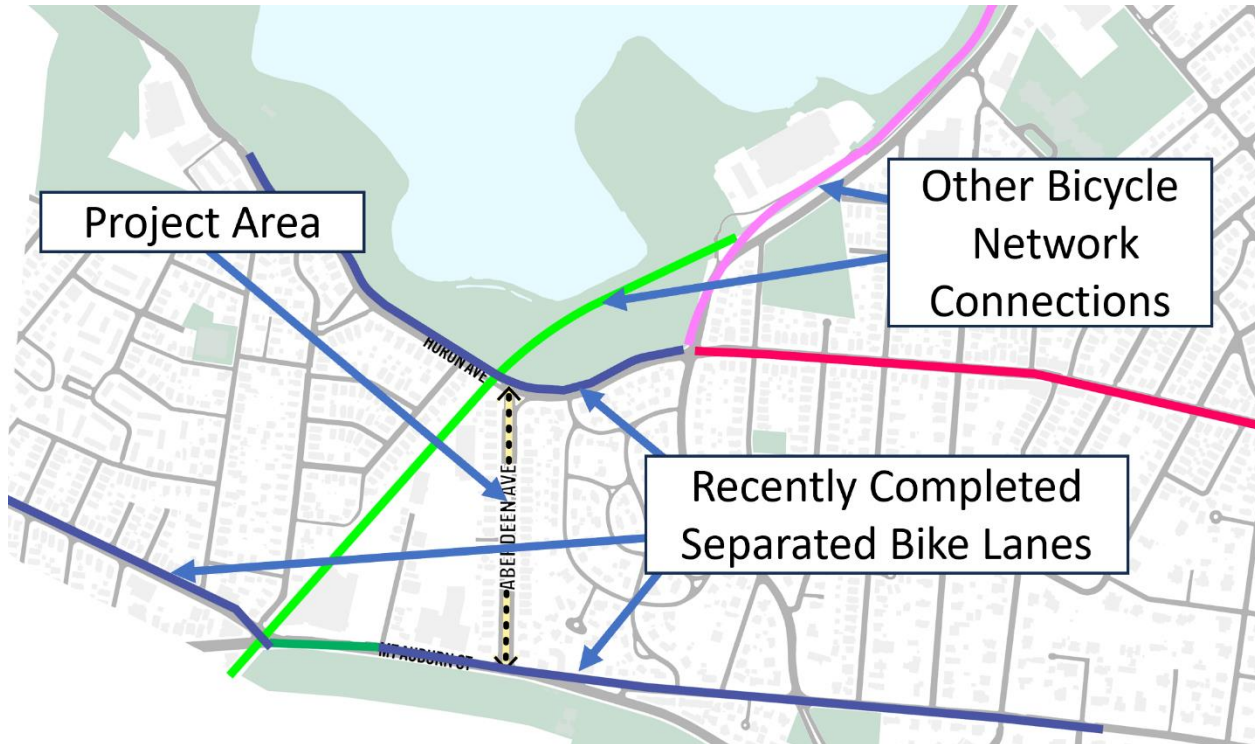 Project Area
Other Bicycle
Network
Connections
HURON AVE
ABERDEEN AVE
Recently Completed
Separated Bike Lanes
MT AUBURN ST